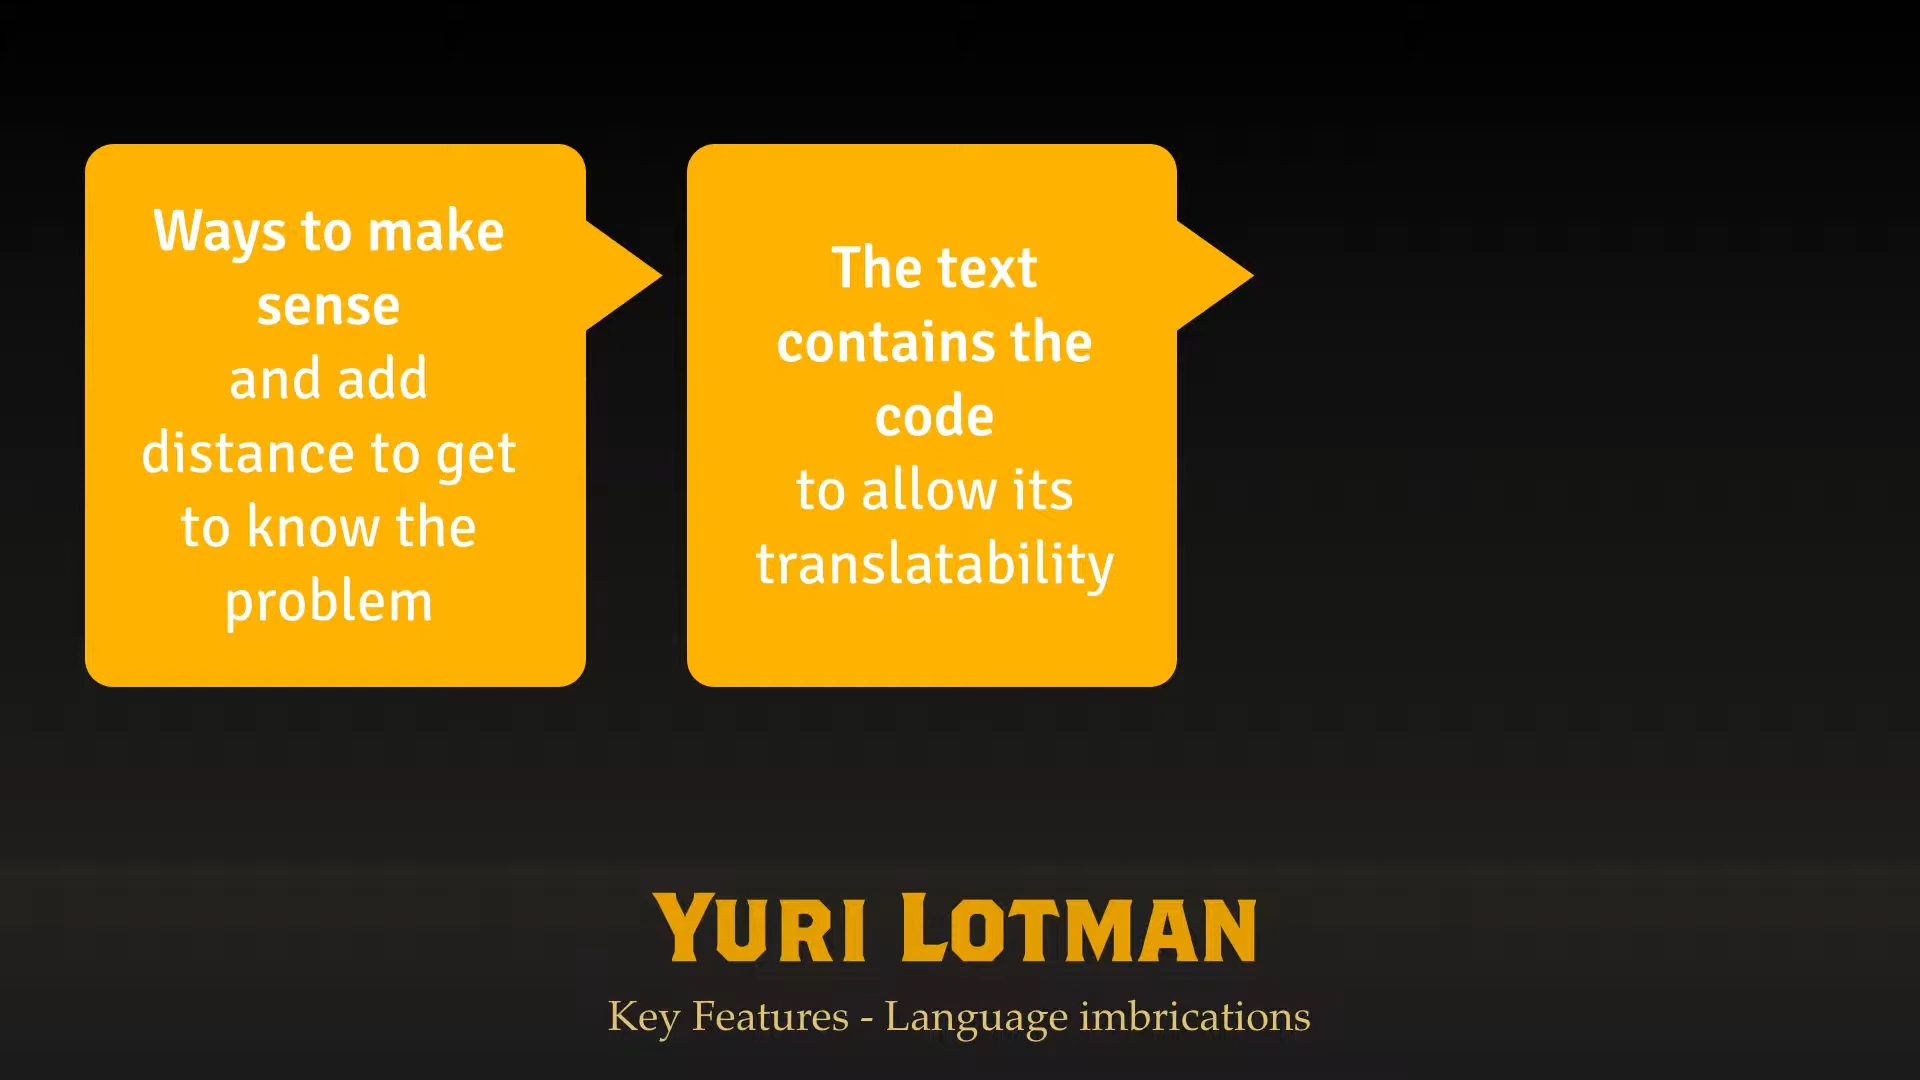 Ways to make
sense
and add
distance to get
to know the
problem
The text
contains the
code
to allow its
translatability
Yuri Lotman
Key Features - Language imbrications